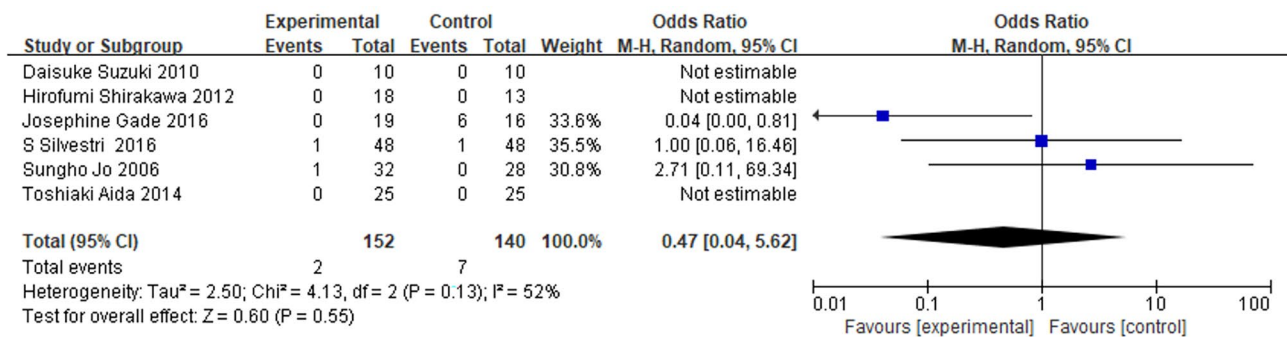 Experimental Control Odds Ratio Odds Ratio
Study or Subgroup Events Total Events Total Weight M-H, Random, 95% CI M-H, Random, 95% CI
Daisuke Suzuki 2010 0 10 0 10 Not estimable
Hirofumi Shirakawa 2012 0 18 0 13 Not estimable
Josephine Gade 2016 0 19 6 16 33.6% 0.04 [0.00, 0.81]
S Silvestri 2016 1 48 1 48 35.5% 1.00 [0.06, 16.46]
Sungho Jo 2006 1 32 0 28 30.8% 2.71 [0.11, 69.34]
Toshiaki Aida 2014 0 25 0 25 Not estimable
Total (95% CI) 152 140 100.0% 0.47 [0.04, 5.62]
Total events 2 7
Heterogeneity: Tau² = 2.50; Chi² = 4.13, df = 2 (P = 0.13); I² = 52%
Test for overall effect: Z = 0.60 (P = 0.55)
0.01 0.1 1 10 100
Favours [experimental] Favours [control]